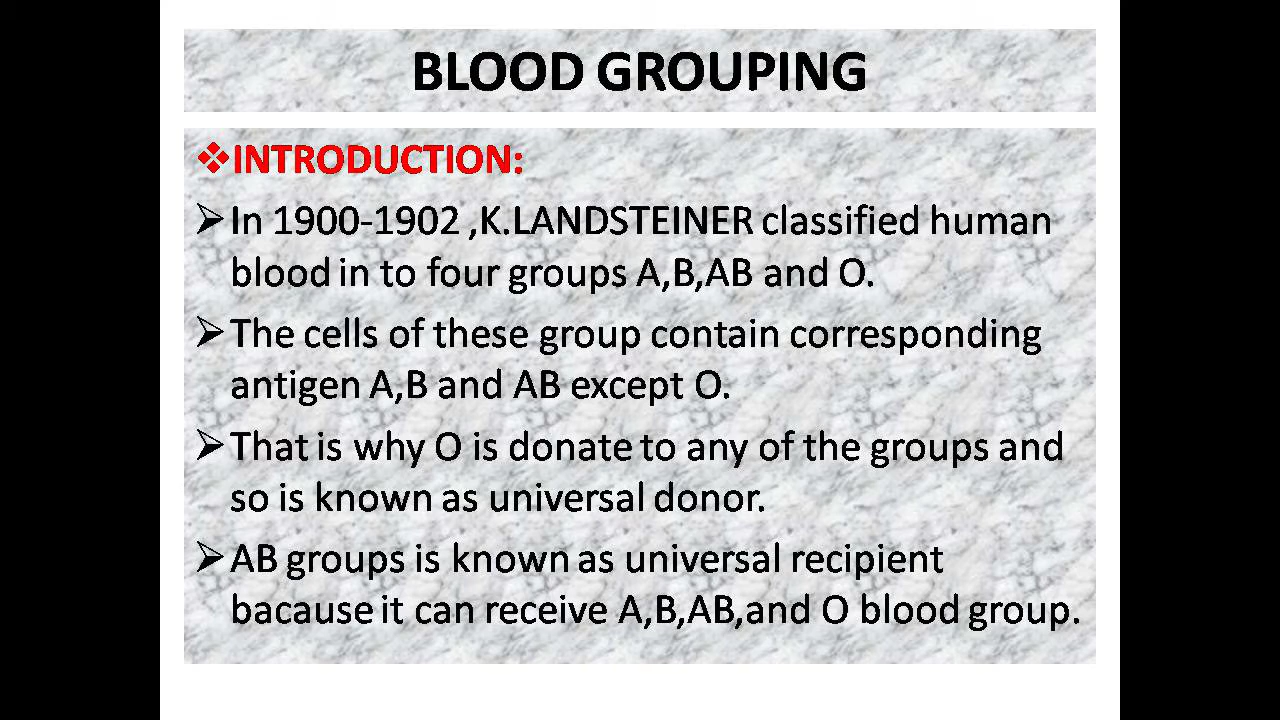 BLOOD GROUPING
❖INTRODUCTION:
➢In 1900-1902 ,K.LANDSTEINER classified human
blood in to four groups A,B,AB and O.
➢The cells of these group contain corresponding
antigen A,B and AB except O.
➢That is why O is donate to any of the groups and
so is known as universal donor.
➢AB groups is known as universal recipient
bacause it can receive A,B,AB,and O blood group.